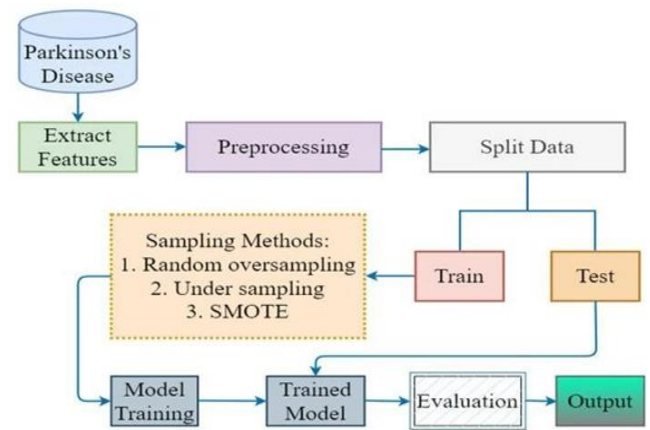 Parkinson's
Disease
Extract
Features
Preprocessing
Split Data
Sampling Methods:
1. Random oversampling
2. Under sampling
3. SMOTE
Train
Test
Model
Training
Trained
Model
Evaluation
Output